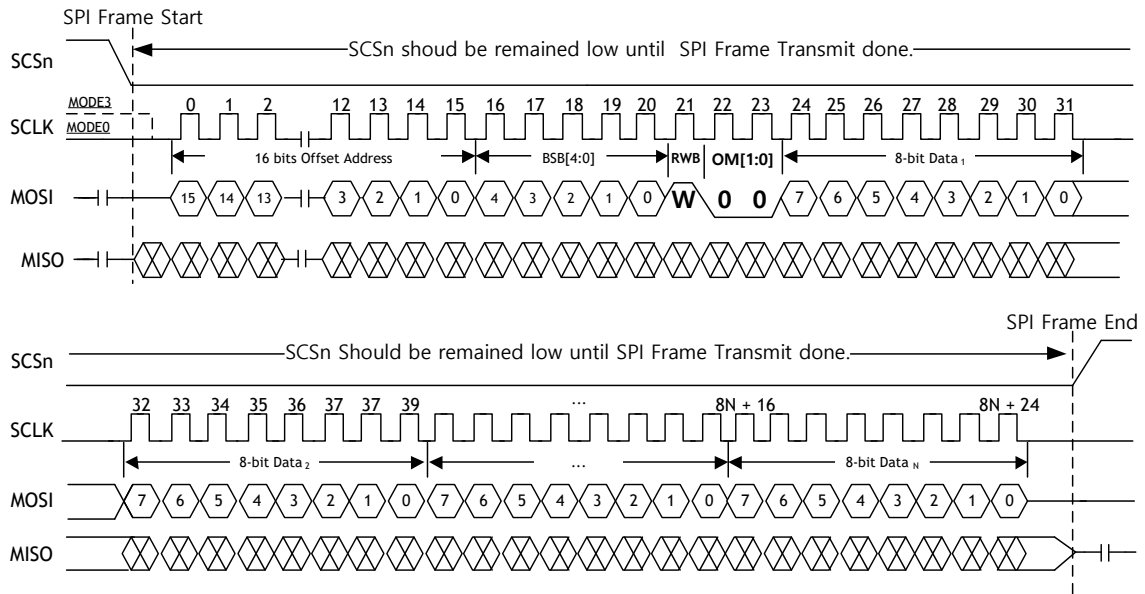 SPI Frame Start
SCSn
SCSn shoud be remained low until SPI Frame Transmit done.
MODE3
SCLK MODE0
0 1 2 12 13 14 15 16 17 18 19 20 21 22 23 24 25 26 27 28 29 30 31
16 bits Offset Address BSB[4:0] RWB OM[1:0] 8-bit Data 1
MOSI 15 14 13 3 2 1 0 4 3 2 1 0 W 0 0 7 6 5 4 3 2 1 0
MISO
SPI Frame End
SCSn
SCSn Should be remained low until SPI Frame Transmit done.
32 33 34 35 36 37 37 39 ... 8N + 16 8N + 24
SCLK
8-bit Data 2 ... 8-bit Data N
MOSI 7 6 5 4 3 2 1 0 7 6 5 4 3 2 1 0 7 6 5 4 3 2 1 0
MISO